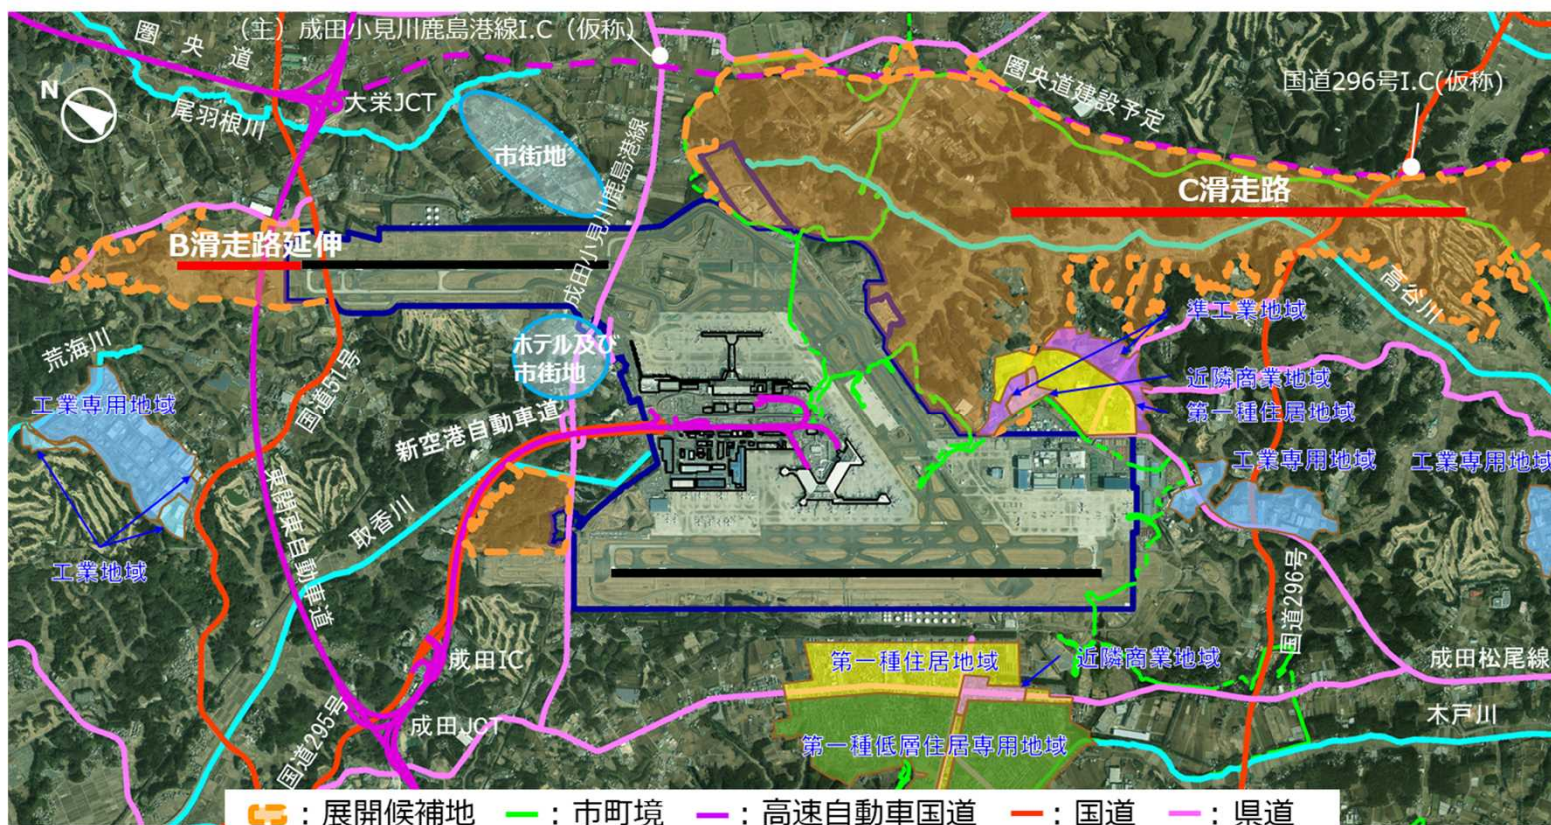 圏央道
(主)成田小見川鹿島港線I.C(仮称)
N
大栄JCT
尾羽根川
圏央道建設予定
国道296号I.C(仮称)
市街地
成田小見川鹿島港線
C滑走路
B滑走路延伸
高谷川
荒海川
ホテル及び
市街地
準工業地域
近隣商業地域
第一種住居地域
工業専用地域
国道51号
新空港自動車道
工業専用地域
工業専用地域
東関東自動車道
取香川
工業地域
国道296号
成田IC
第一種住居地域
近隣商業地域
成田松尾線
国道295号
成田JCT
木戸川
第一種低層住居専用地域
:展開候補地 :市町境 :高速自動車国道 :国道 :県道